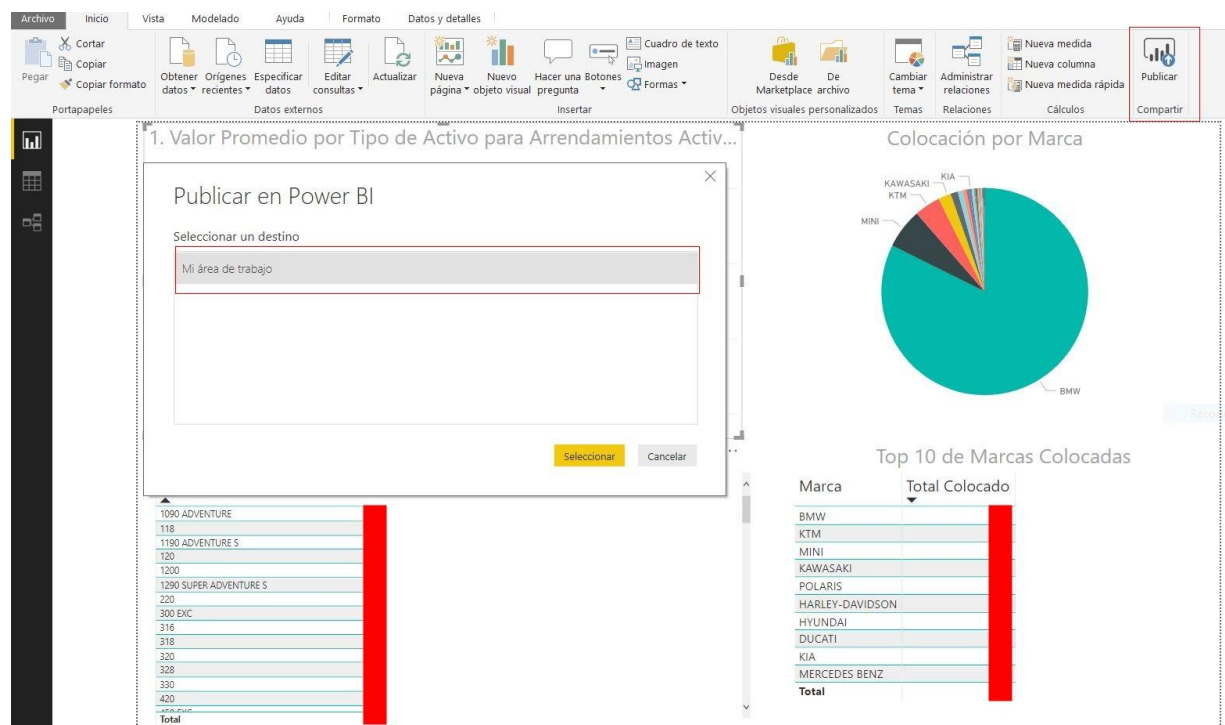 Archivo Inicio Vista Modelado Ayuda Formato Datos y detalles
Pegar
Cortar
Copiar
Copiar formato
Portapapeles
Obtener datos
Orígenes recientes
Especificar datos
Editar consultas
Actualizar
Datos externos
Nueva página
Nuevo objeto visual
Hacer una pregunta
Botones
Cuadro de texto
Imagen
Formas
Insertar
Desde Marketplace
De archivo
Objetos visuales personalizados
Cambiar tema
Temas
Administrar relaciones
Relaciones
Nueva medida
Nueva columna
Nueva medida rápida
Cálculos
Publicar
Compartir
1. Valor Promedio por Tipo de Activo para Arrendamientos Activ...
Publicar en Power BI
Seleccionar un destino
Mi área de trabajo
Seleccionar Cancelar
1090 ADVENTURE
118
1190 ADVENTURE S
120
1200
1290 SUPER ADVENTURE S
220
300 EXC
316
318
320
328
330
420
Total
Colocación por Marca
KIA
KAWASAKI
KTM
MINI
BMW
Top 10 de Marcas Colocadas
Marca Total Colocado
BMW
KTM
MINI
KAWASAKI
POLARIS
HARLEY-DAVIDSON
HYUNDAI
DUCATI
KIA
MERCEDES BENZ
Total